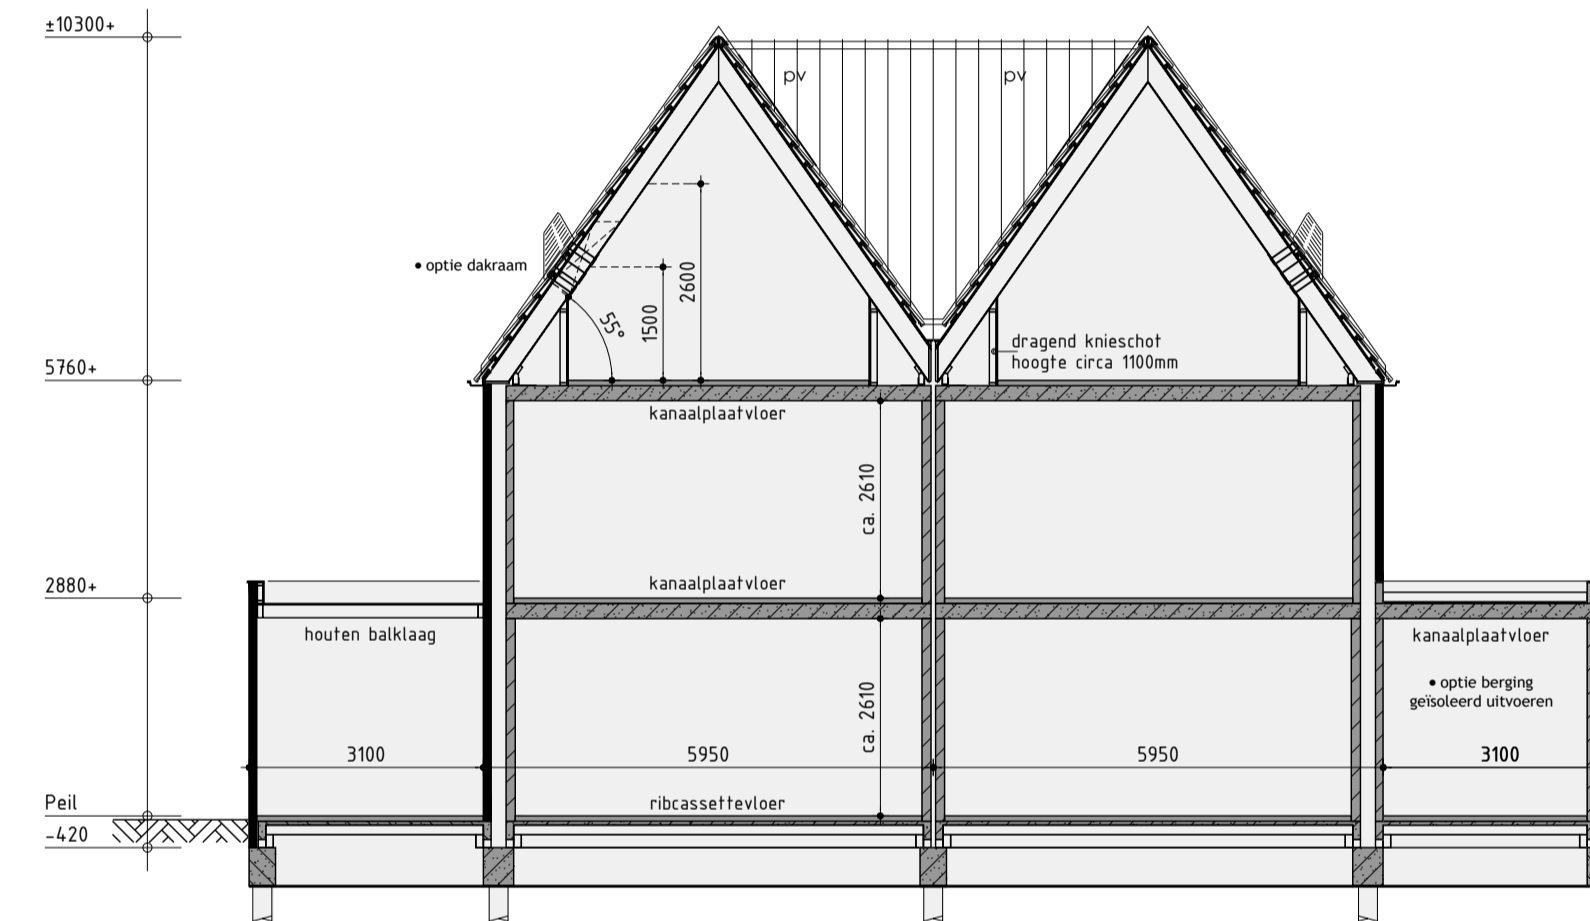 ±10300+
pv pv
• optie dakraam
2600
1500
55°
dragend knieschot
hoogte circa 1100mm
5760+
kanaalplaatvloer
ca. 2610
2880+
kanaalplaatvloer
houten balklaag
kanaalplaatvloer
• optie berging
geïsoleerd uitvoeren
ca. 2610
3100 5950 5950 3100
Peil
ribcassettevloer
-420